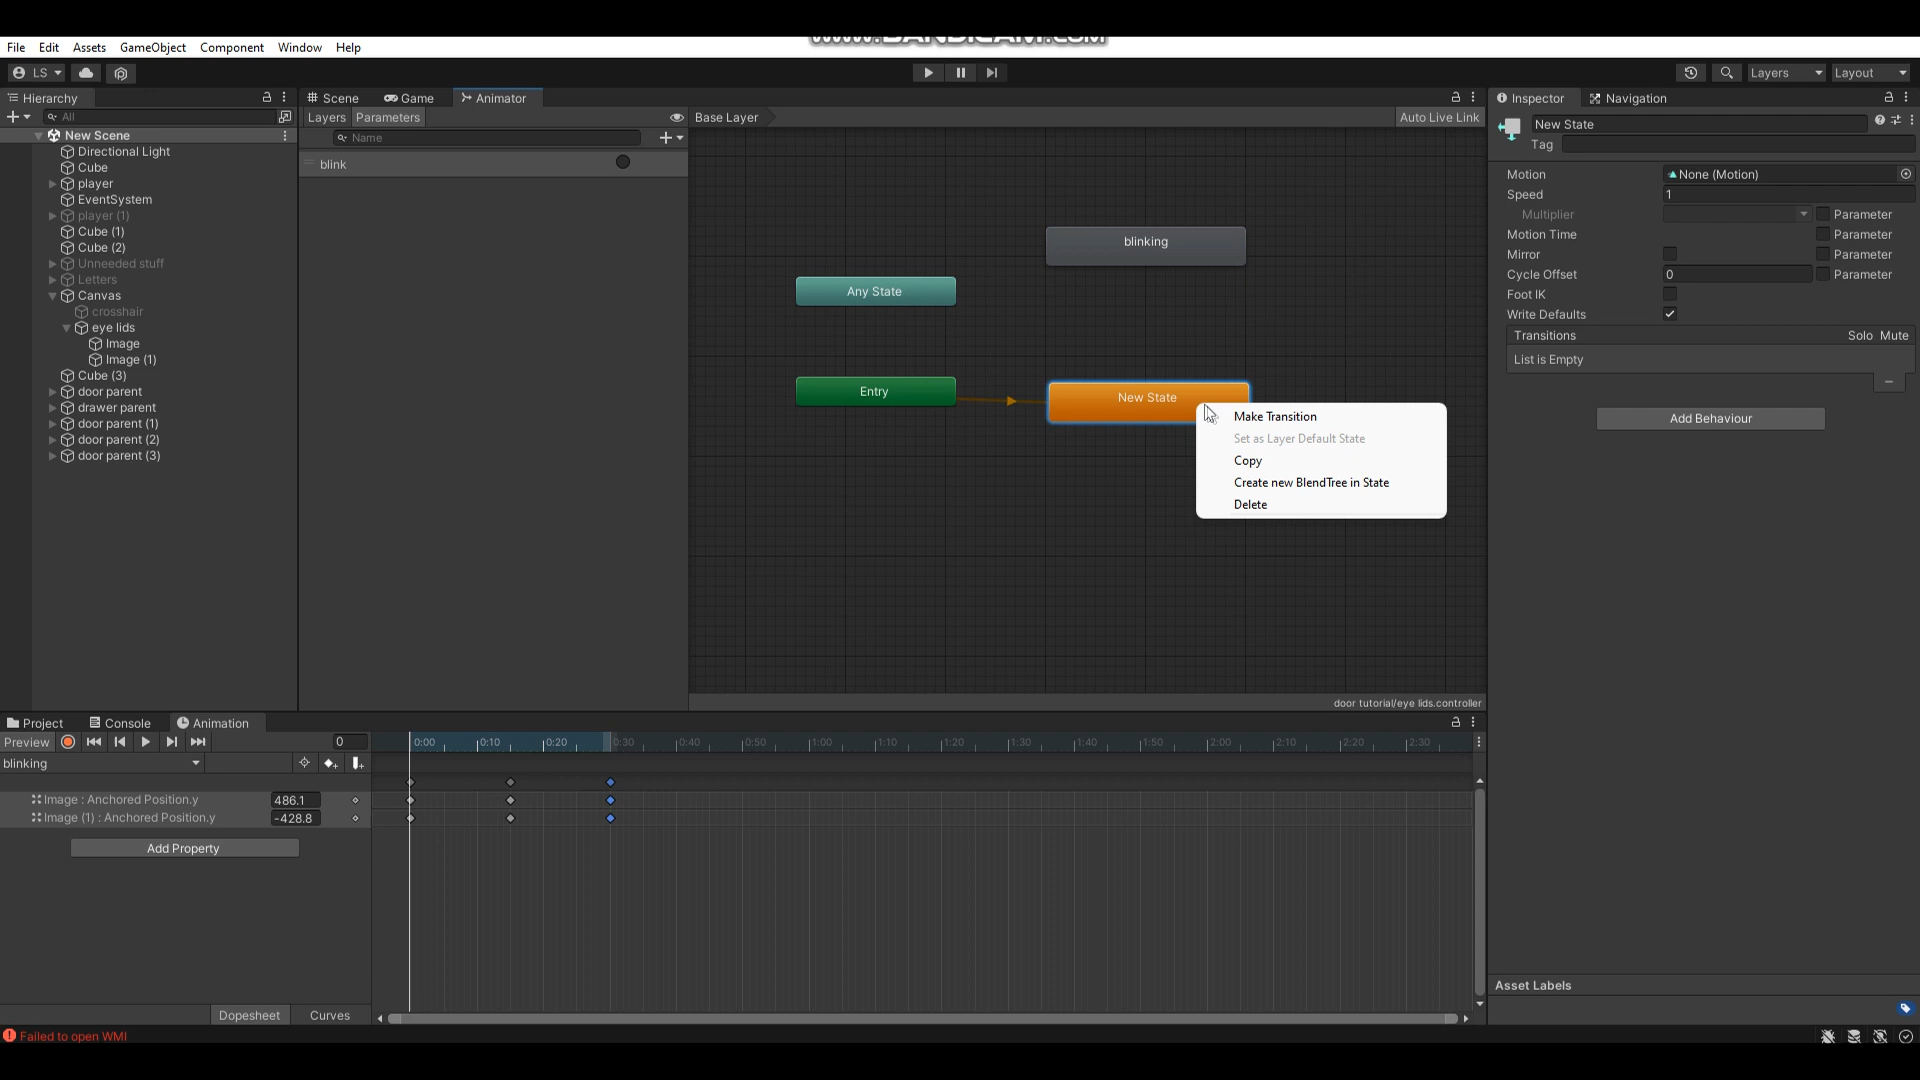 www.BANDICAM.com
File Edit Assets GameObject Component Window Help
LS
Layers
Layout
Hierarchy
All
New Scene
Directional Light
Cube
player
EventSystem
player (1)
Cube (1)
Cube (2)
Unneeded stuff
Letters
Canvas
crosshair
eye lids
Image
Image (1)
Cube (3)
door parent
drawer parent
door parent (1)
door parent (2)
door parent (3)
Scene Game Animator
Layers Parameters
Name
blink
Base Layer
Auto Live Link
blinking
Any State
Entry
New State
Make Transition
Set as Layer Default State
Copy
Create new BlendTree in State
Delete
door tutorial/eye lids.controller
Inspector Navigation
New State
Tag
Motion None (Motion)
Speed 1
Multiplier Parameter
Motion Time Parameter
Mirror Parameter
Cycle Offset 0 Parameter
Foot IK
Write Defaults
Transitions Solo Mute
List is Empty
Add Behaviour
Asset Labels
Project Console Animation
Preview 0
0:00 0:10 0:20 0:30 0:40 0:50 1:00 1:10 1:20 1:30 1:40 1:50 2:00 2:10 2:20 2:30
blinking
Image : Anchored Position.y 486.1
Image (1) : Anchored Position.y -428.8
Add Property
Dopesheet Curves
Failed to open WMI